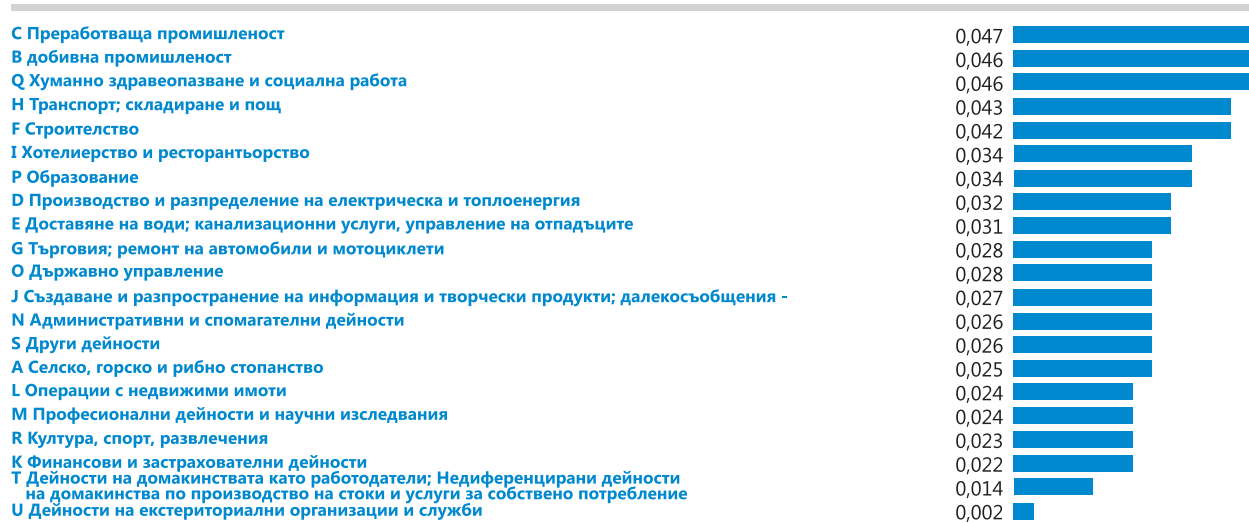 C Преработваща промишленост 0,047
B добивна промишленост 0,046
Q Хуманно здравеопазване и социална работа 0,046
H Транспорт; складиране и пощ 0,043
F Строителство 0,042
I Хотелиерство и ресторантьорство 0,034
P Образование 0,034
D Производство и разпределение на електрическа и топлоенергия 0,032
E Доставяне на води; канализационни услуги, управление на отпадъците 0,031
G Търговия; ремонт на автомобили и мотоциклети 0,028
O Държавно управление 0,028
J Създаване и разпространение на информация и творчески продукти; далекосъобщения - 0,027
N Административни и спомагателни дейности 0,026
S Други дейности 0,026
A Селско, горско и рибно стопанство 0,025
L Операции с недвижими имоти 0,024
M Професионални дейности и научни изследвания 0,024
R Култура, спорт, развлечения 0,023
K Финансови и застрахователни дейности 0,022
T Дейности на домакинствата като работодатели; Недиференцирани дейности
на домакинства по производство на стоки и услуги за собствено потребление 0,014
U Дейности на екстериториални организации и служби 0,002